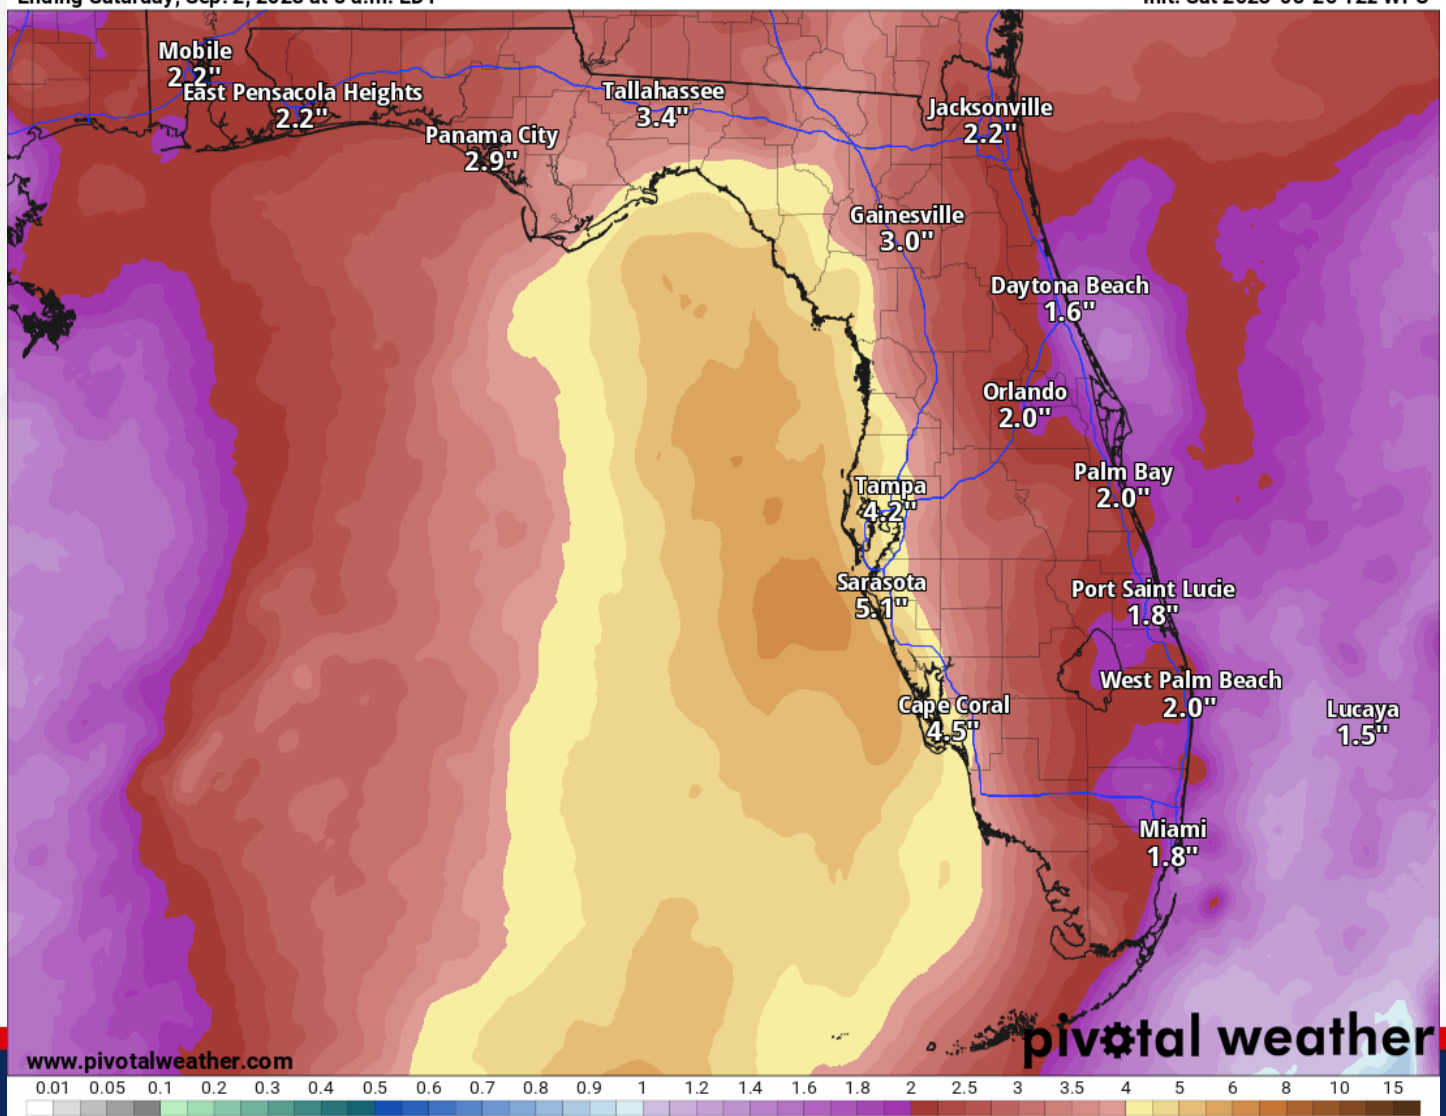 Mobile
2.2"
East Pensacola Heights
2.2"
Tallahassee
3.4"
Jacksonville
2.2"
Panama City
2.9"
Gainesville
3.0"
Daytona Beach
1.6"
Orlando
2.0"
Palm Bay
2.0"
Tampa
4.2"
Sarasota
5.1"
Port Saint Lucie
1.8"
West Palm Beach
2.0"
Cape Coral
4.5"
Lucaya
1.5"
Miami
1.8"
pivotal weather
www.pivotalweather.com
0.01 0.05 0.1 0.2 0.3 0.4 0.5 0.6 0.7 0.8 0.9 1 1.2 1.4 1.6 1.8 2 2.5 3 3.5 4 5 6 8 10 15